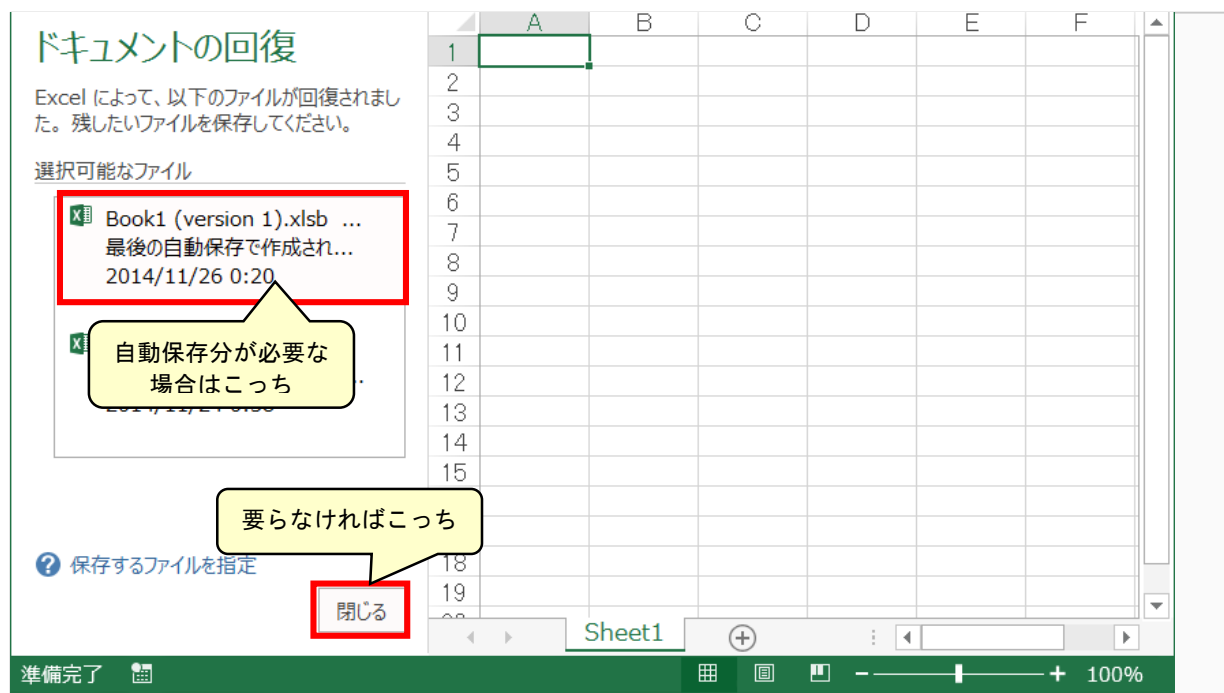 ドキュメントの回復
Excel によって、以下のファイルが回復されまし
た。残したいファイルを保存してください。
選択可能なファイル
Book1 (version 1).xlsb ...
最後の自動保存で作成され...
2014/11/26 0:20
自動保存分が必要な
場合はこっち
要らなければこっち
保存するファイルを指定
閉じる
A B C D E F
1
2
3
4
5
6
7
8
9
10
11
12
13
14
15
18
19
Sheet1
準備完了
100%